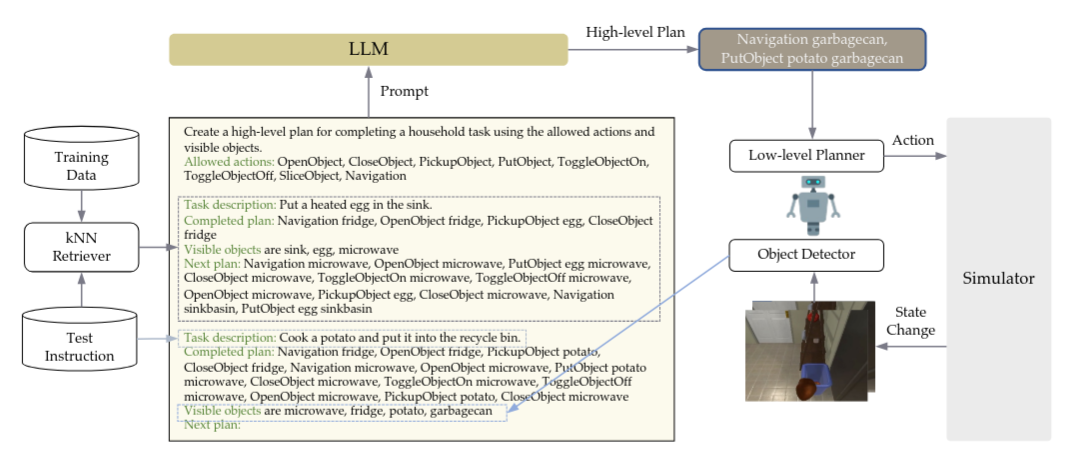 LLM
High-level Plan
Navigation garbagecan,
PutObject potato garbagecan
Prompt
Training
Data
kNN
Retriever
Test
Instruction
Create a high-level plan for completing a household task using the allowed actions and
visible objects.
Allowed actions: OpenObject, CloseObject, PickupObject, PutObject, ToggleObjectOn,
ToggleObjectOff, SliceObject, Navigation
Task description: Put a heated egg in the sink.
Completed plan: Navigation fridge, OpenObject fridge, PickupObject egg, CloseObject
fridge
Visible objects are sink, egg, microwave
Next plan: Navigation microwave, OpenObject microwave, PutObject egg microwave,
CloseObject microwave, ToggleObjectOn microwave, ToggleObjectOff microwave,
OpenObject microwave, PickupObject egg, CloseObject microwave, Navigation
sinkbasin, PutObject egg sinkbasin
Task description: Cook a potato and put it into the recycle bin.
Completed plan: Navigation fridge, OpenObject fridge, PickupObject potato,
CloseObject fridge, Navigation microwave, OpenObject microwave, PutObject potato
microwave, CloseObject microwave, ToggleObjectOn microwave, ToggleObjectOff
microwave, OpenObject microwave, PickupObject potato, CloseObject microwave
Visible objects are microwave, fridge, potato, garbagecan
Next plan:
Low-level Planner
Action
Object Detector
State
Change
Simulator